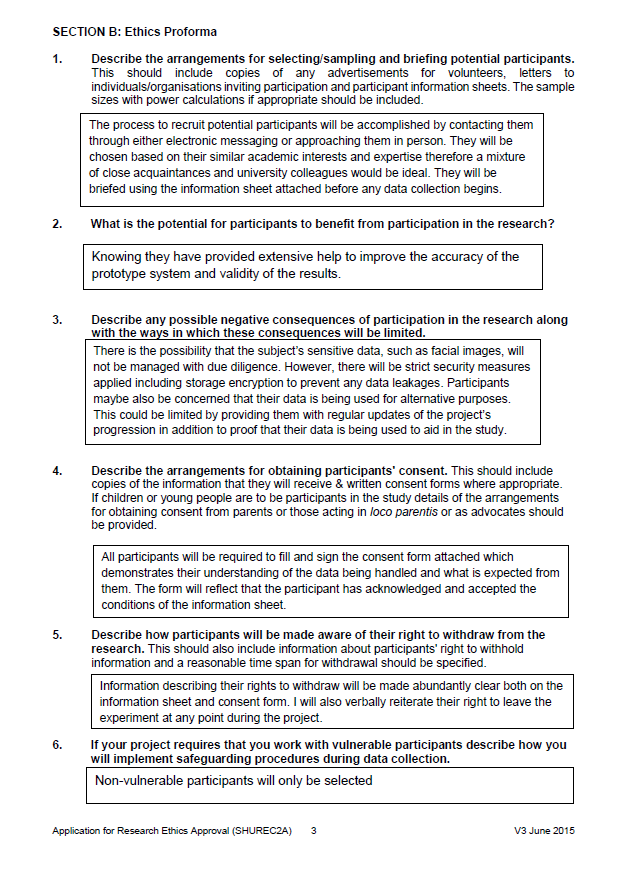 SECTION B: Ethics Proforma
1. Describe the arrangements for selecting/sampling and briefing potential participants.
This should include copies of any advertisements for volunteers, letters to
individuals/organisations inviting participation and participant information sheets. The sample
sizes with power calculations if appropriate should be included.
The process to recruit potential participants will be accomplished by contacting them
through either electronic messaging or approaching them in person. They will be
chosen based on their similar academic interests and expertise therefore a mixture
of close acquaintances and university colleagues would be ideal. They will be
briefed using the information sheet attached before any data collection begins.
2. What is the potential for participants to benefit from participation in the research?
Knowing they have provided extensive help to improve the accuracy of the
prototype system and validity of the results.
3. Describe any possible negative consequences of participation in the research along
with the ways in which these consequences will be limited.
There is the possibility that the subject's sensitive data, such as facial images, will
not be managed with due diligence. However, there will be strict security measures
applied including storage encryption to prevent any data leakages. Participants
maybe also be concerned that their data is being used for alternative purposes.
This could be limited by providing them with regular updates of the project's
progression in addition to proof that their data is being used to aid in the study.
4. Describe the arrangements for obtaining participants' consent. This should include
copies of the information that they will receive & written consent forms where appropriate.
If children or young people are to be participants in the study details of the arrangements
for obtaining consent from parents or those acting in loco parentis or as advocates should
be provided.
All participants will be required to fill and sign the consent form attached which
demonstrates their understanding of the data being handled and what is expected from
them. The form will reflect that the participant has acknowledged and accepted the
conditions of the information sheet.
5. Describe how participants will be made aware of their right to withdraw from the
research. This should also include information about participants' right to withhold
information and a reasonable time span for withdrawal should be specified.
Information describing their rights to withdraw will be made abundantly clear both on the
information sheet and consent form. I will also verbally reiterate their right to leave the
experiment at any point during the project.
6. If your project requires that you work with vulnerable participants describe how you
will implement safeguarding procedures during data collection.
Non-vulnerable participants will only be selected
Application for Research Ethics Approval (SHUREC2A) 3 V3 June 2015